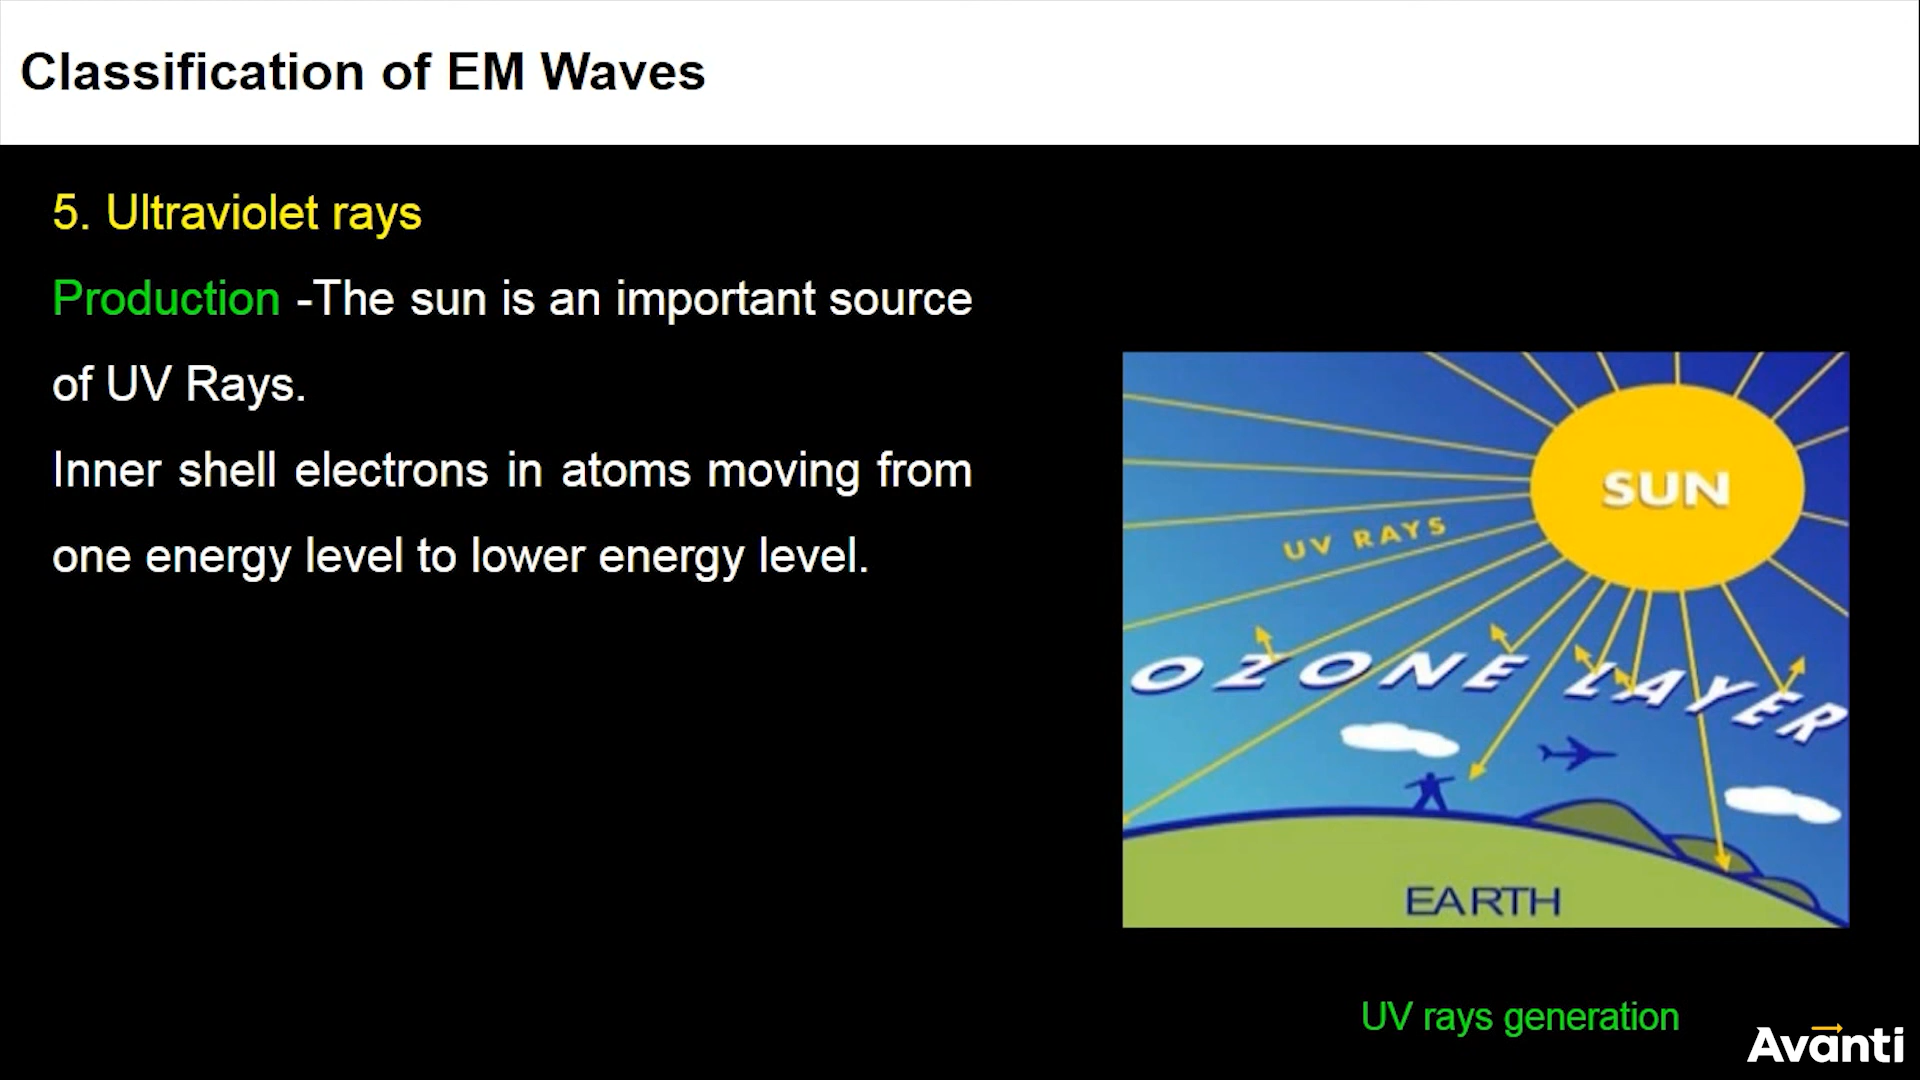 Classification of EM Waves
5. Ultraviolet rays
Production -The sun is an important source
of UV Rays.
Inner shell electrons in atoms moving from
one energy level to lower energy level.
SUN
UV RAYS
OZONE LAYER
EARTH
UV rays generation
Avanti